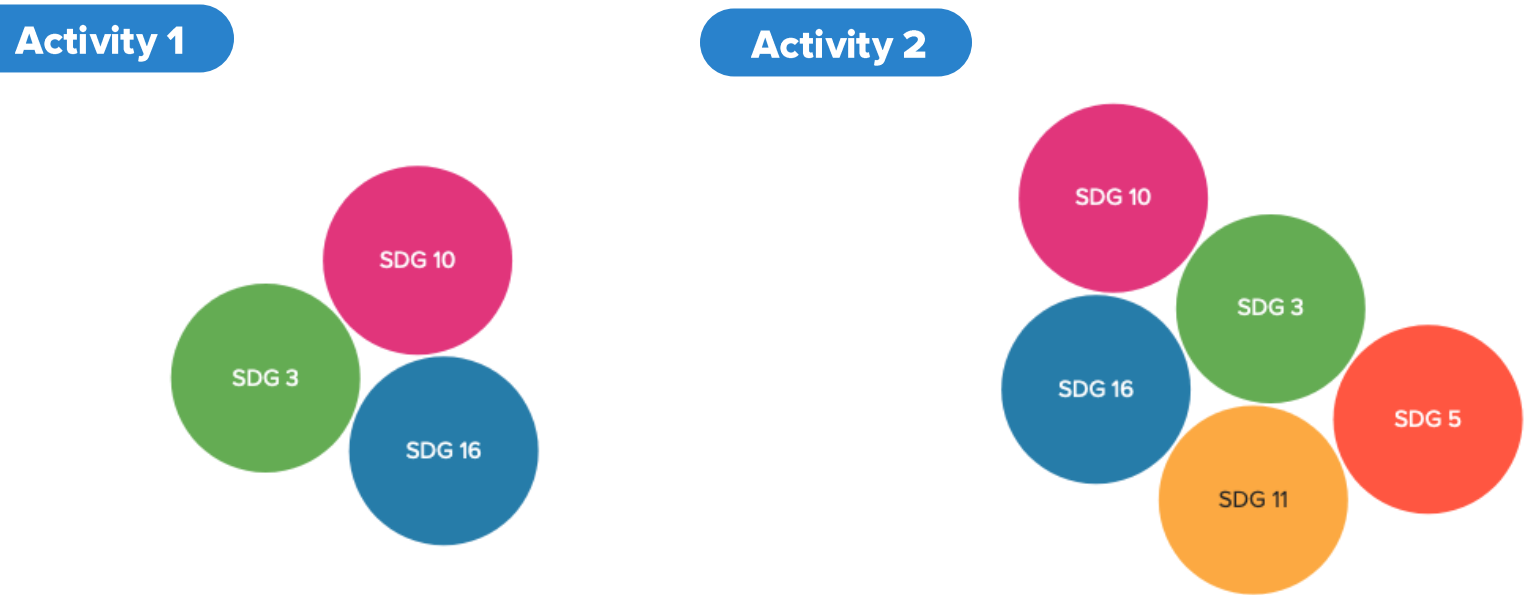 Activity 1
SDG 10
SDG 3
SDG 16
Activity 2
SDG 10
SDG 3
SDG 16
SDG 5
SDG 11